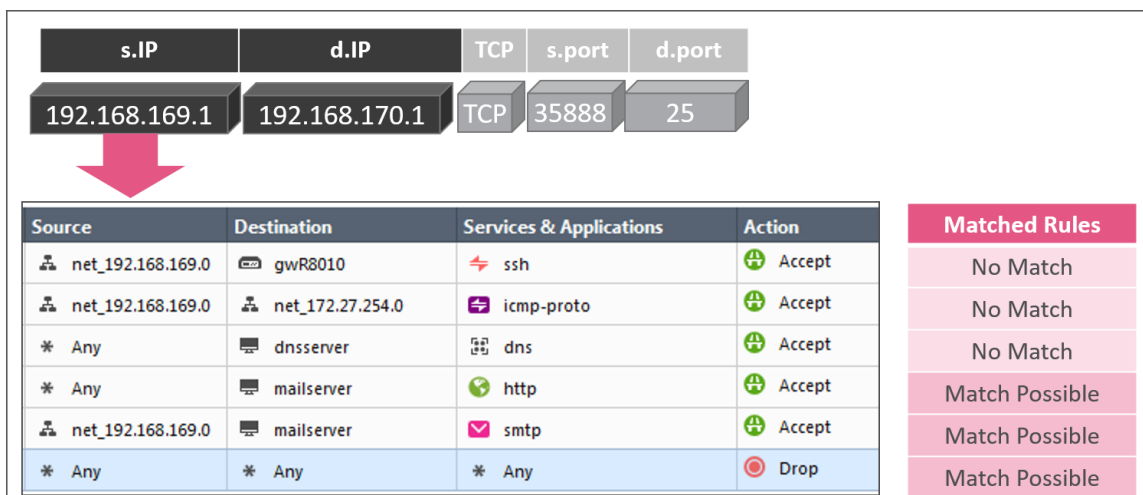 s.IP d.IP TCP s.port d.port
192.168.169.1 192.168.170.1 TCP 35888 25
Source Destination Services & Applications Action Matched Rules
net_192.168.169.0 gwR8010 ssh Accept No Match
net_192.168.169.0 net_172.27.254.0 icmp-proto Accept No Match
* Any dnsserver dns Accept No Match
* Any mailserver http Accept Match Possible
net_192.168.169.0 mailserver smtp Accept Match Possible
* Any * Any * Any Drop Match Possible